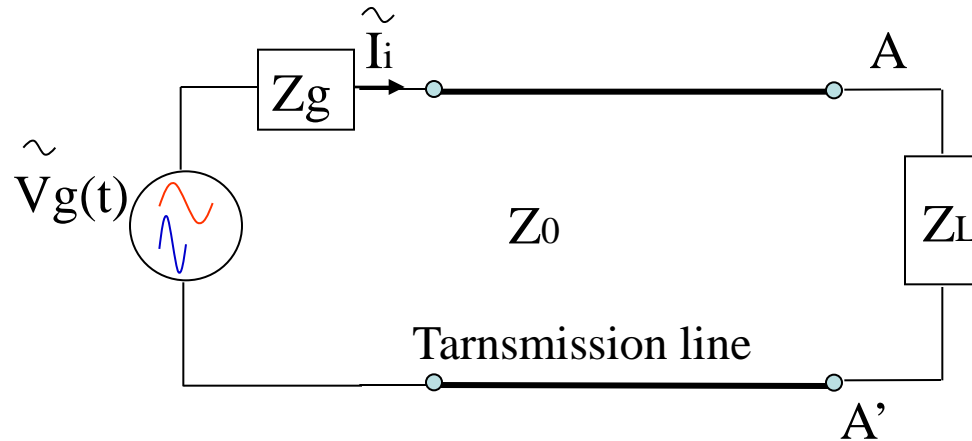 Ĩi
A
Zg
Ṽg(t)
Z0
ZL
Tarnsmission line
A’